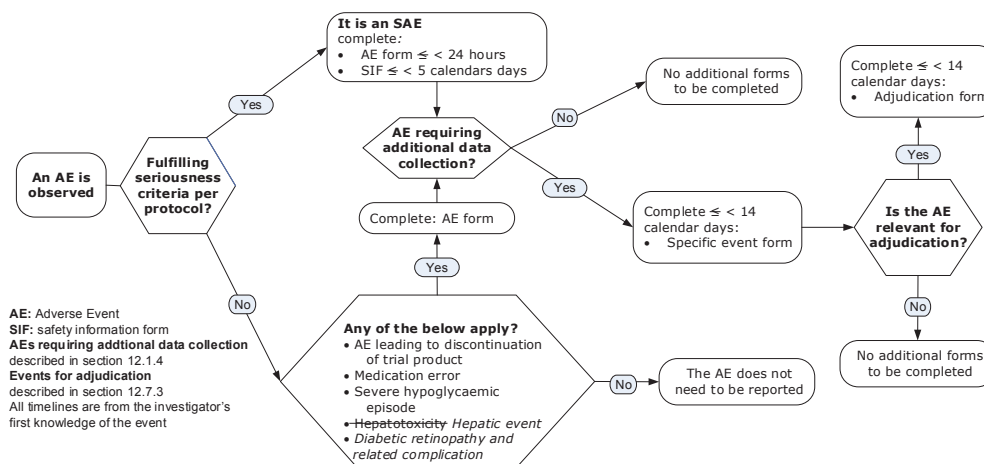 An AE is
observed
Fulfilling
seriousness
criteria per
protocol?
Yes
It is an SAE
complete:
• AE form ≤ < 24 hours
• SIF ≤ < 5 calendars days
AE requiring
additional data
collection?
No
No additional forms
to be completed
Yes
Complete ≤ < 14
calendar days:
• Specific event form
Is the AE
relevant for
adjudication?
Yes
Complete ≤ < 14
calendar days:
• Adjudication form
No
No additional forms
to be completed
Complete: AE form
Yes
No
Any of the below apply?
• AE leading to discontinuation
of trial product
• Medication error
• Severe hypoglycaemic
episode
• Hepatotoxicity Hepatic event
• Diabetic retinopathy and
related complication
No
The AE does not
need to be reported
AE: Adverse Event
SIF: safety information form
AEs requiring addtional data collection
described in section 12.1.4
Events for adjudication
described in section 12.7.3
All timelines are from the investigator's
first knowledge of the event